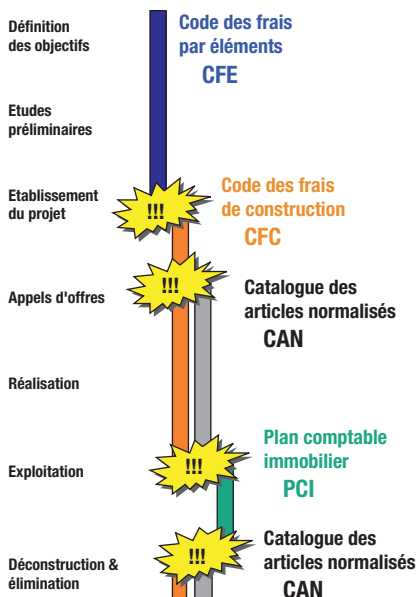 Définition
des objectifs
Code des frais
par éléments
CFE
Etudes
préliminaires
Etablissement
du projet
!!!
Code des frais
de construction
CFC
Appels d'offres
!!!
Catalogue des
articles normalisés
CAN
Réalisation
Exploitation
!!!
Plan comptable
immobilier
PCI
Déconstruction &
élimination
!!!
Catalogue des
articles normalisés
CAN